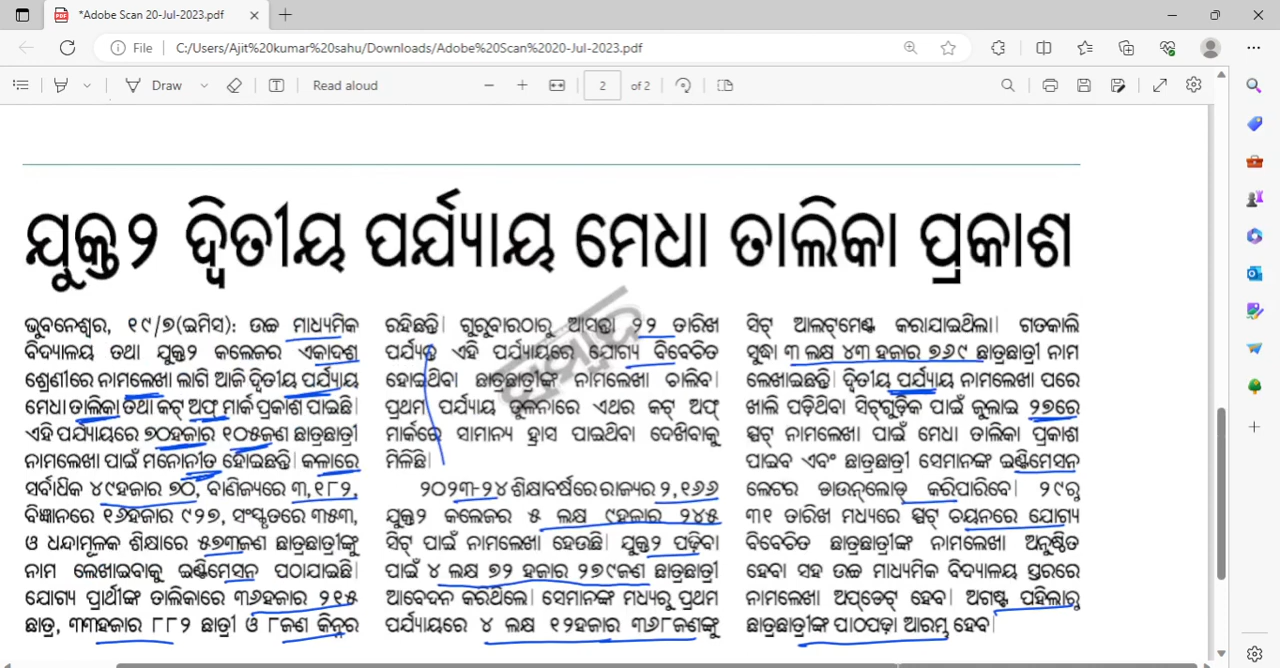 *Adobe Scan 20-Jul-2023.pdf
File C:/Users/Ajit%20kumar%20sahu/Downloads/Adobe%20Scan%2020-Jul-2023.pdf
Draw Read aloud 2 of 2
ଯୁକ୍ତ୨ ଦ୍ୱିତୀୟ ପର୍ଯ୍ୟାୟ ମେଧା ତାଲିକା ପ୍ରକାଶ
ଭୁବନେଶ୍ୱର, ୧୯/୭(ଇମିସ): ଉଚ୍ଚ ମାଧ୍ୟମିକ
ବିଦ୍ୟାଳୟ ତଥା ଯୁକ୍ତ୨ କଲେଜର ଏକାଦଶ
ଶ୍ରେଣୀରେ ନାମଲେଖା ଲାଗି ଆଜି ଦ୍ୱିତୀୟ ପର୍ଯ୍ୟାୟ
ମେଧା ତାଲିକା ତଥା କଟ୍ ଅଫ୍ ମାର୍କ ପ୍ରକାଶ ପାଇଛି।
ଏହି ପର୍ଯ୍ୟାୟରେ ୭୦ହଜାର ୧୦୫ଜଣ ଛାତ୍ରଛାତ୍ରୀ
ନାମଲେଖା ପାଇଁ ମନୋନୀତ ହୋଇଛନ୍ତି। କଳାରେ
ସର୍ବାଧିକ ୪୯ହଜାର ୭୦, ବାଣିଜ୍ୟରେ ୩,୧୮୨,
ବିଜ୍ଞାନରେ ୧୬ହଜାର ୯୨୭, ସଂସ୍କୃତରେ ୩୫୩,
ଓ ଧନ୍ଦାମୂଳକ ଶିକ୍ଷାରେ ୫୭୩ଜଣ ଛାତ୍ରଛାତ୍ରୀଙ୍କୁ
ନାମ ଲେଖାଇବାକୁ ଇଣ୍ଟିମେସନ ପଠାଯାଇଛି।
ଯୋଗ୍ୟ ପ୍ରାର୍ଥୀଙ୍କ ତାଲିକାରେ ୩୬ହଜାର ୨୧୫
ଛାତ୍ର, ୩୩ହଜାର ୮୮୨ ଛାତ୍ରୀ ଓ ୮ଜଣ କିନ୍ନର
ରହିଛନ୍ତି। ଗୁରୁବାରଠାରୁ ଆସନ୍ତା ୨୨ ତାରିଖ
ପର୍ଯ୍ୟନ୍ତ ଏହି ପର୍ଯ୍ୟାୟରେ ଯୋଗ୍ୟ ବିବେଚିତ
ହୋଇଥିବା ଛାତ୍ରଛାତ୍ରୀଙ୍କ ନାମଲେଖା ଚାଲିବ।
ପ୍ରଥମ ପର୍ଯ୍ୟାୟ ତୁଳନାରେ ଏଥର କଟ୍ ଅଫ୍
ମାର୍କରେ ସାମାନ୍ୟ ହ୍ରାସ ପାଇଥିବା ଦେଖିବାକୁ
ମିଳିଛି।
୨୦୨୩-୨୪ ଶିକ୍ଷାବର୍ଷରେ ରାଜ୍ୟର ୨,୧୬୬
ଯୁକ୍ତ୨ କଲେଜର ୫ ଲକ୍ଷ ୯ହଜାର ୨୪୫
ସିଟ୍ ପାଇଁ ନାମଲେଖା ହେଉଛି। ଯୁକ୍ତ୨ ପଢ଼ିବା
ପାଇଁ ୪ ଲକ୍ଷ ୭୨ ହଜାର ୨୭୯ଜଣ ଛାତ୍ରଛାତ୍ରୀ
ଆବେଦନ କରିଥିଲେ। ସେମାନଙ୍କ ମଧ୍ୟରୁ ପ୍ରଥମ
ପର୍ଯ୍ୟାୟରେ ୪ ଲକ୍ଷ ୧୨ହଜାର ୩୬୮ଜଣଙ୍କୁ
ସିଟ୍ ଆଲଟ୍‌ମେଣ୍ଟ କରାଯାଇଥିଲା। ଗତକାଲି
ସୁଦ୍ଧା ୩ ଲକ୍ଷ ୪୩ ହଜାର ୭୬୯ ଛାତ୍ରଛାତ୍ରୀ ନାମ
ଲେଖାଇଛନ୍ତି। ଦ୍ୱିତୀୟ ପର୍ଯ୍ୟାୟ ନାମଲେଖା ପରେ
ଖାଲି ପଡ଼ିଥିବା ସିଟ୍‌ଗୁଡ଼ିକ ପାଇଁ ଜୁଲାଇ ୨୭ରେ
ସ୍ପଟ୍ ନାମଲେଖା ପାଇଁ ମେଧା ତାଲିକା ପ୍ରକାଶ
ପାଇବ ଏବଂ ଛାତ୍ରଛାତ୍ରୀ ସେମାନଙ୍କ ଇଣ୍ଟିମେସନ
ଲେଟର ଡାଉନ୍‌ଲୋଡ୍ କରିପାରିବେ। ୨୯ରୁ
୩୧ ତାରିଖ ମଧ୍ୟରେ ସ୍ପଟ୍ ଚୟନରେ ଯୋଗ୍ୟ
ବିବେଚିତ ଛାତ୍ରଛାତ୍ରୀଙ୍କ ନାମଲେଖା ଅନୁଷ୍ଠିତ
ହେବା ସହ ଉଚ୍ଚ ମାଧ୍ୟମିକ ବିଦ୍ୟାଳୟ ସ୍ତରରେ
ନାମଲେଖା ଅପ୍‌ଡେଟ୍ ହେବ। ଅଗଷ୍ଟ ପହିଲାରୁ
ଛାତ୍ରଛାତ୍ରୀଙ୍କ ପାଠପଢ଼ା ଆରମ୍ଭ ହେବ।